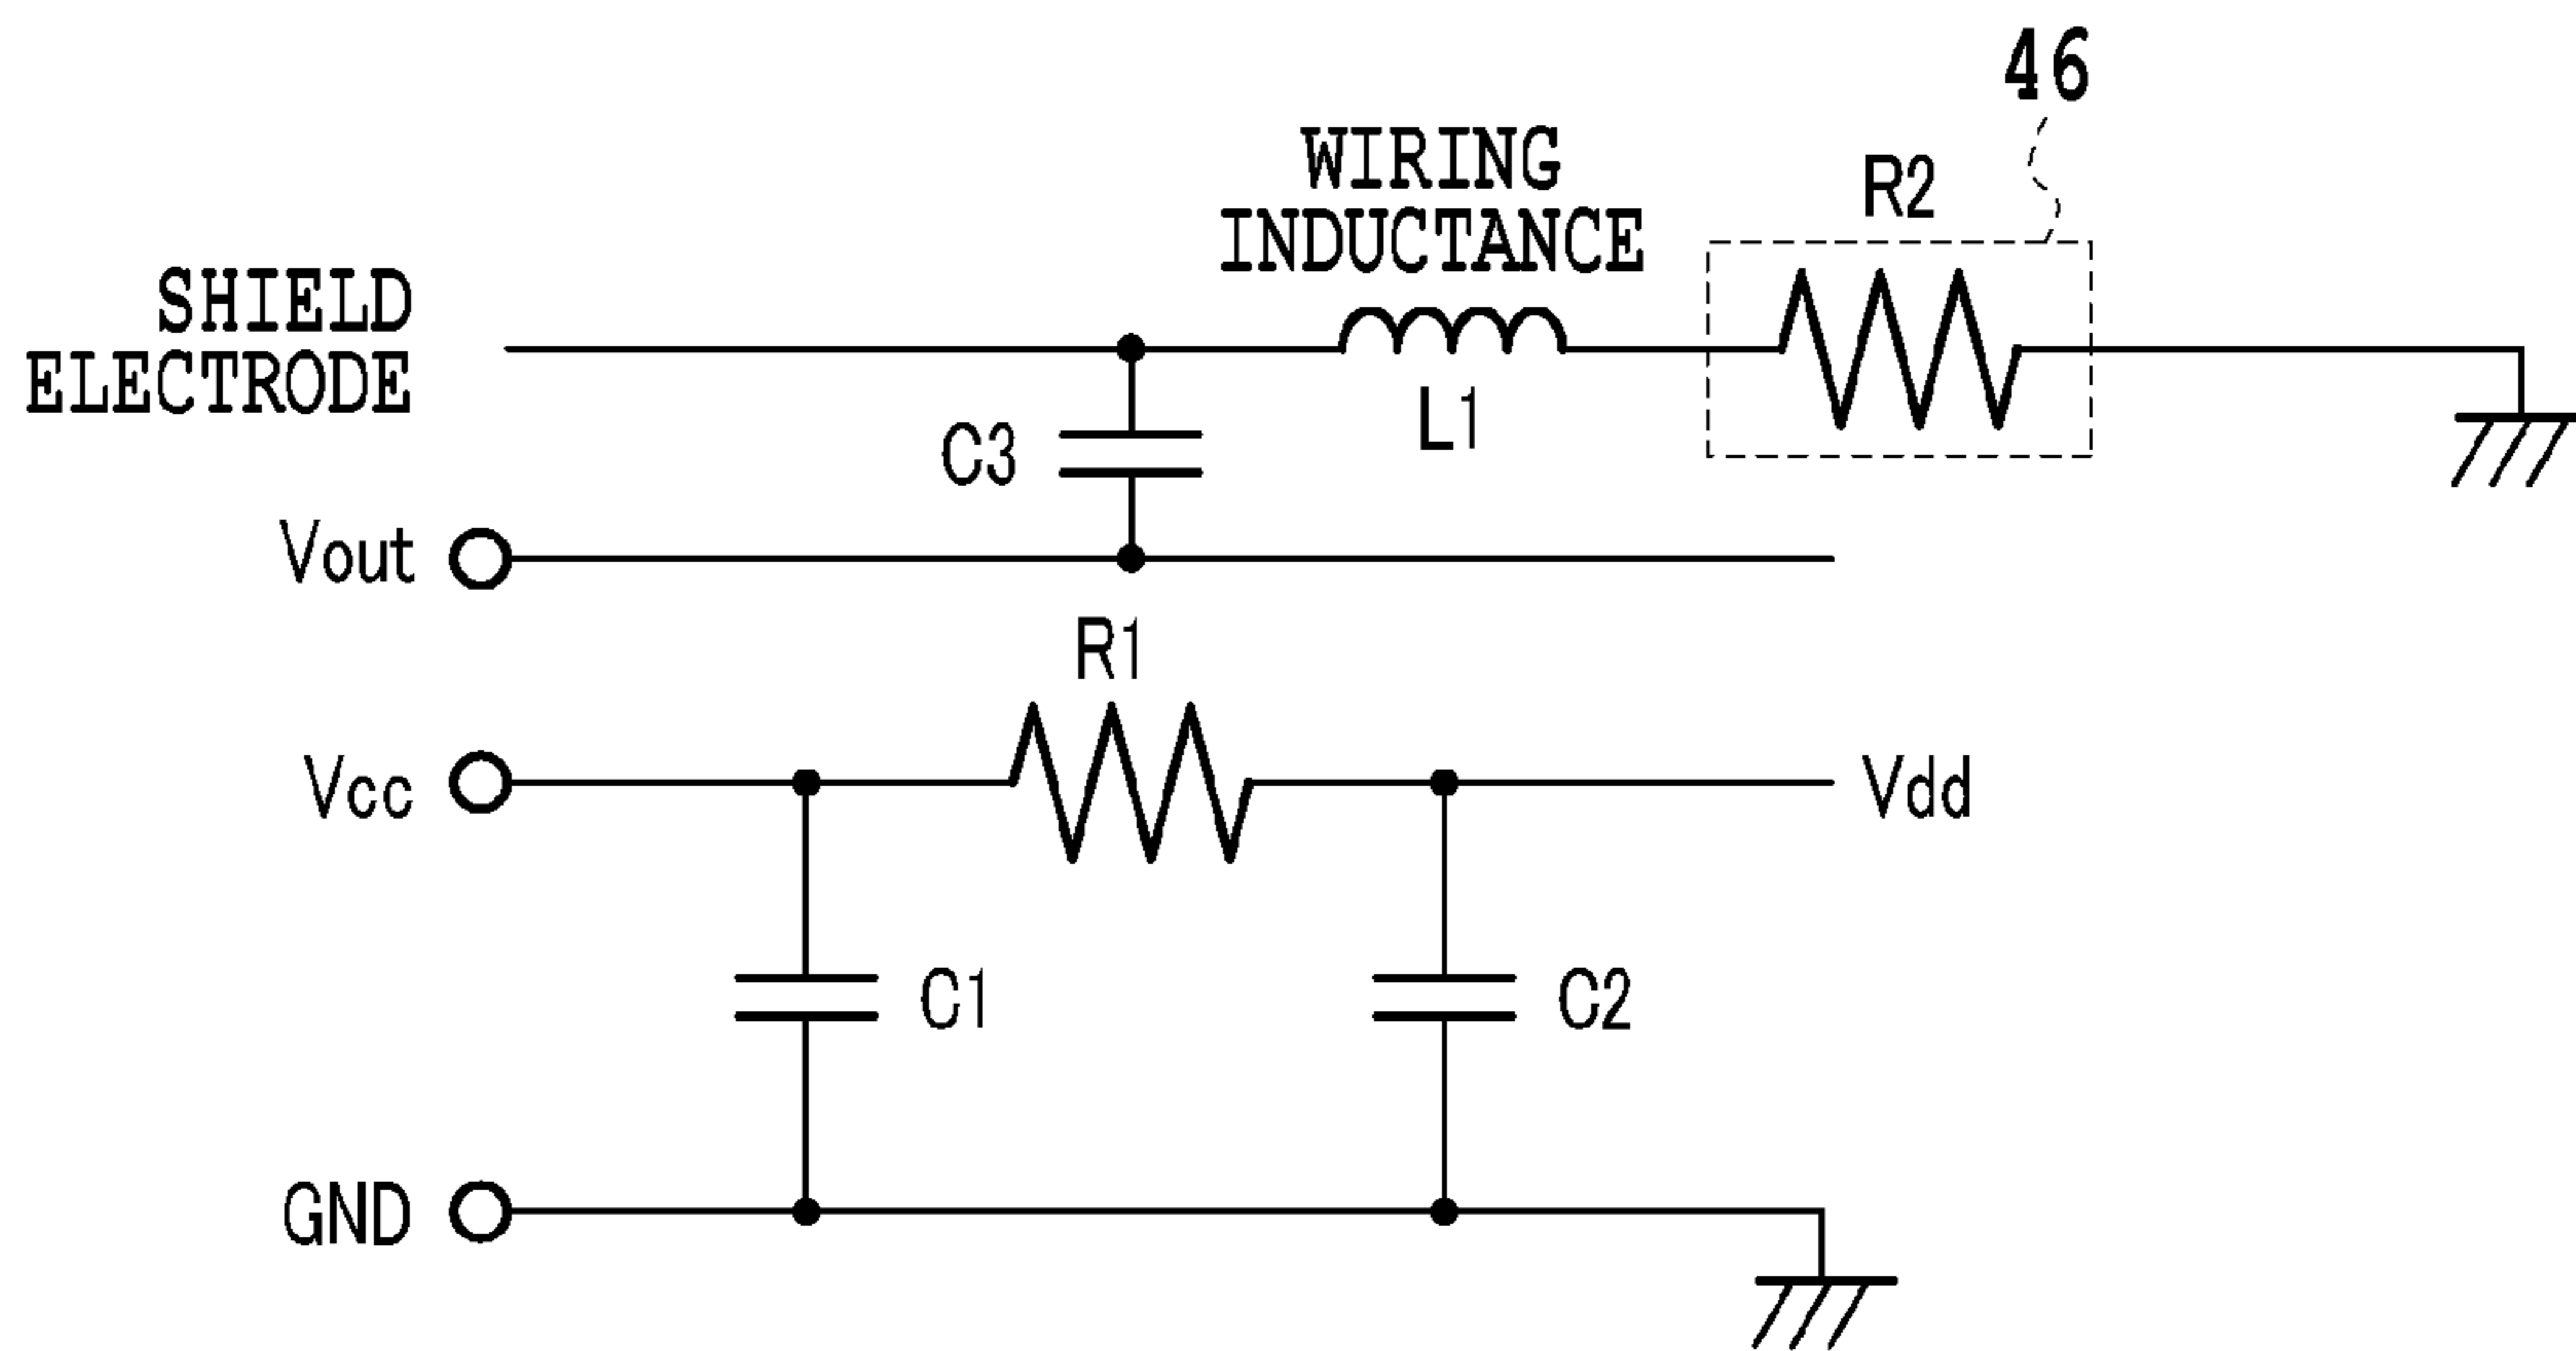 46
WIRING
INDUCTANCE
R2
SHIELD
ELECTRODE
L1
C3
Vout
R1
Vcc
Vdd
C1
C2
GND